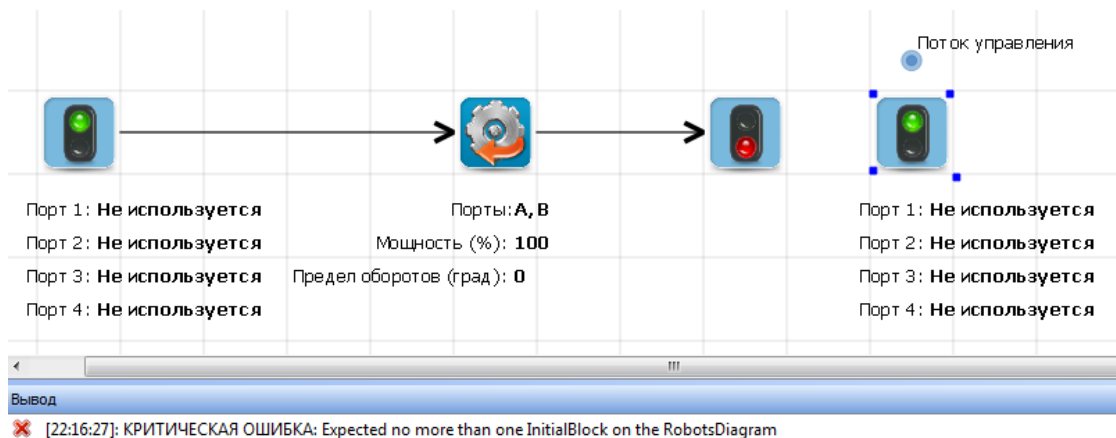 Поток управления
Порт 1: Не используется
Порты:A, B
Порт 1: Не используется
Порт 2: Не используется
Мощность (%): 100
Порт 2: Не используется
Порт 3: Не используется
Предел оборотов (град): 0
Порт 3: Не используется
Порт 4: Не используется
Порт 4: Не используется
Вывод
[22:16:27]: КРИТИЧЕСКАЯ ОШИБКА: Expected no more than one InitialBlock on the RobotsDiagram